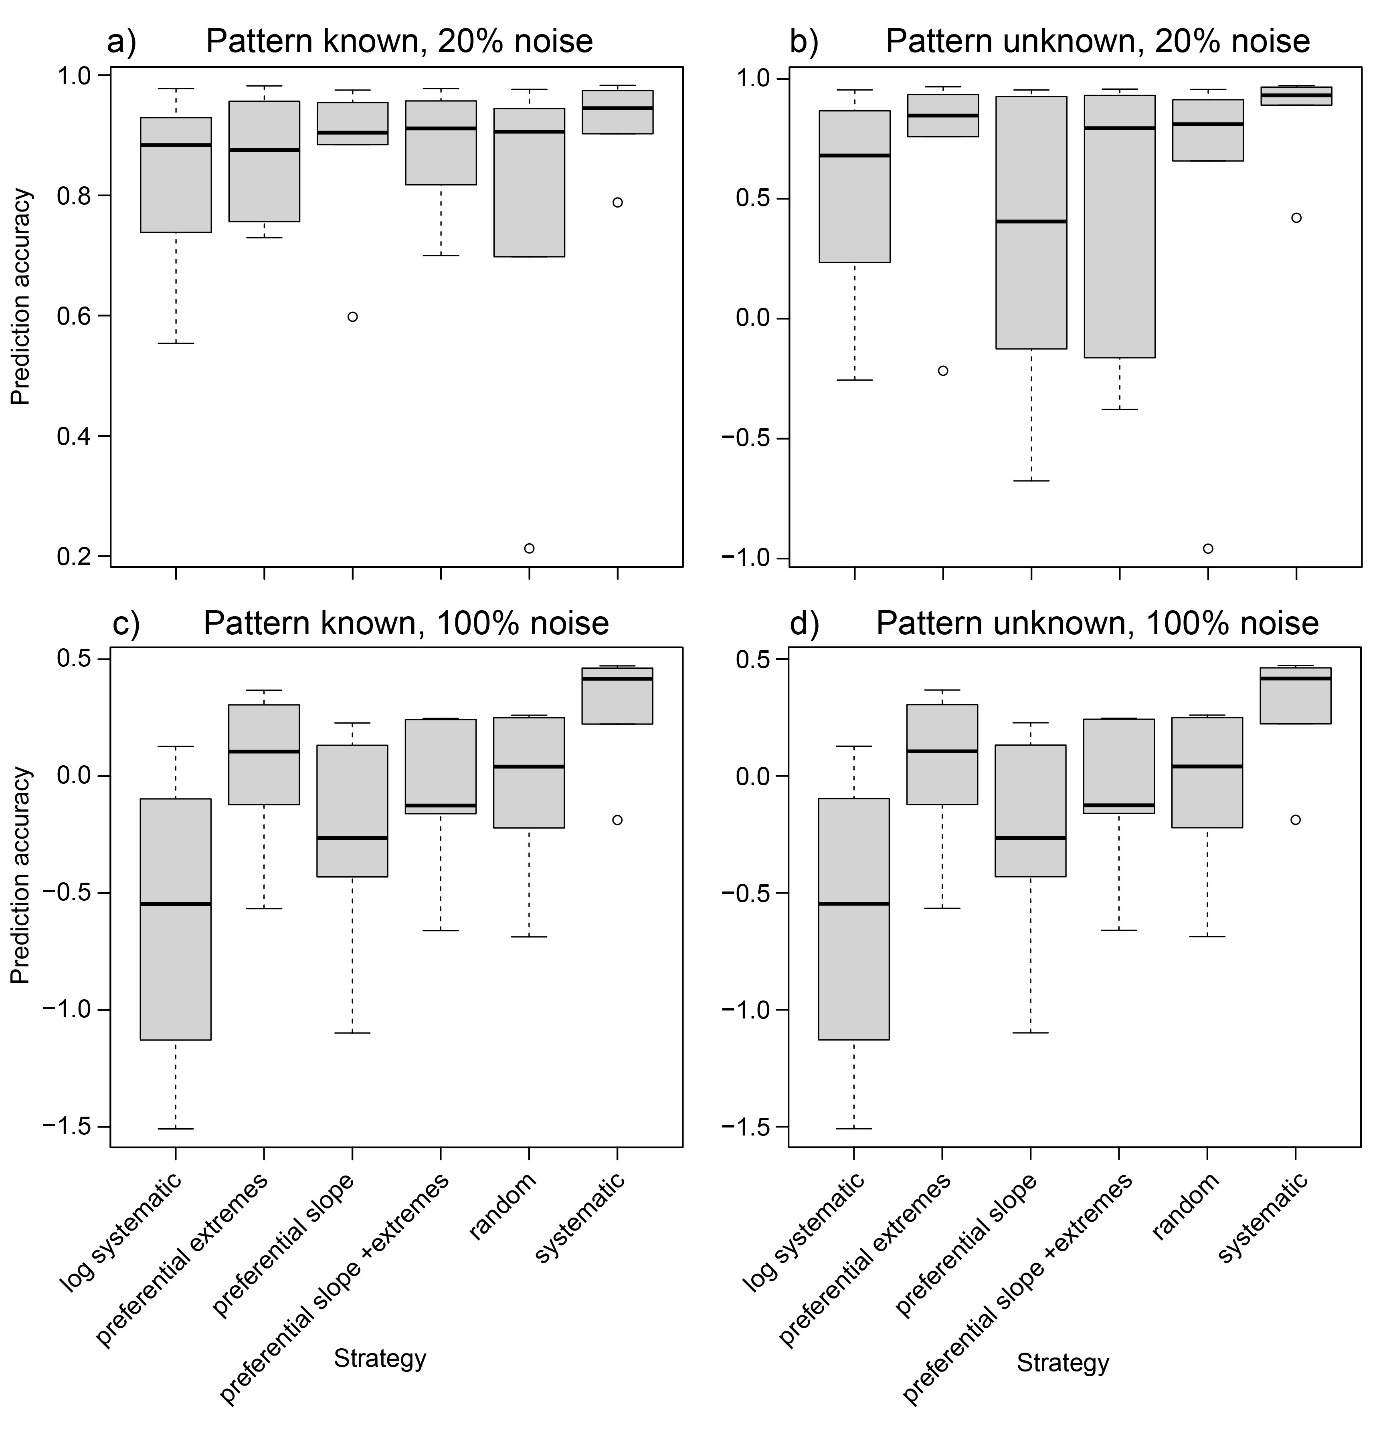 a) Pattern known, 20% noise
b) Pattern unknown, 20% noise
Prediction accuracy
1.0
0.8
0.6
0.4
0.2
1.0
0.5
0.0
−0.5
−1.0
c) Pattern known, 100% noise
d) Pattern unknown, 100% noise
Prediction accuracy
0.5
0.0
−0.5
−1.0
−1.5
0.5
0.0
−0.5
−1.0
−1.5
log systematic
preferential extremes
preferential slope
preferential slope +extremes
random
systematic
Strategy
log systematic
preferential extremes
preferential slope
preferential slope +extremes
random
systematic
Strategy